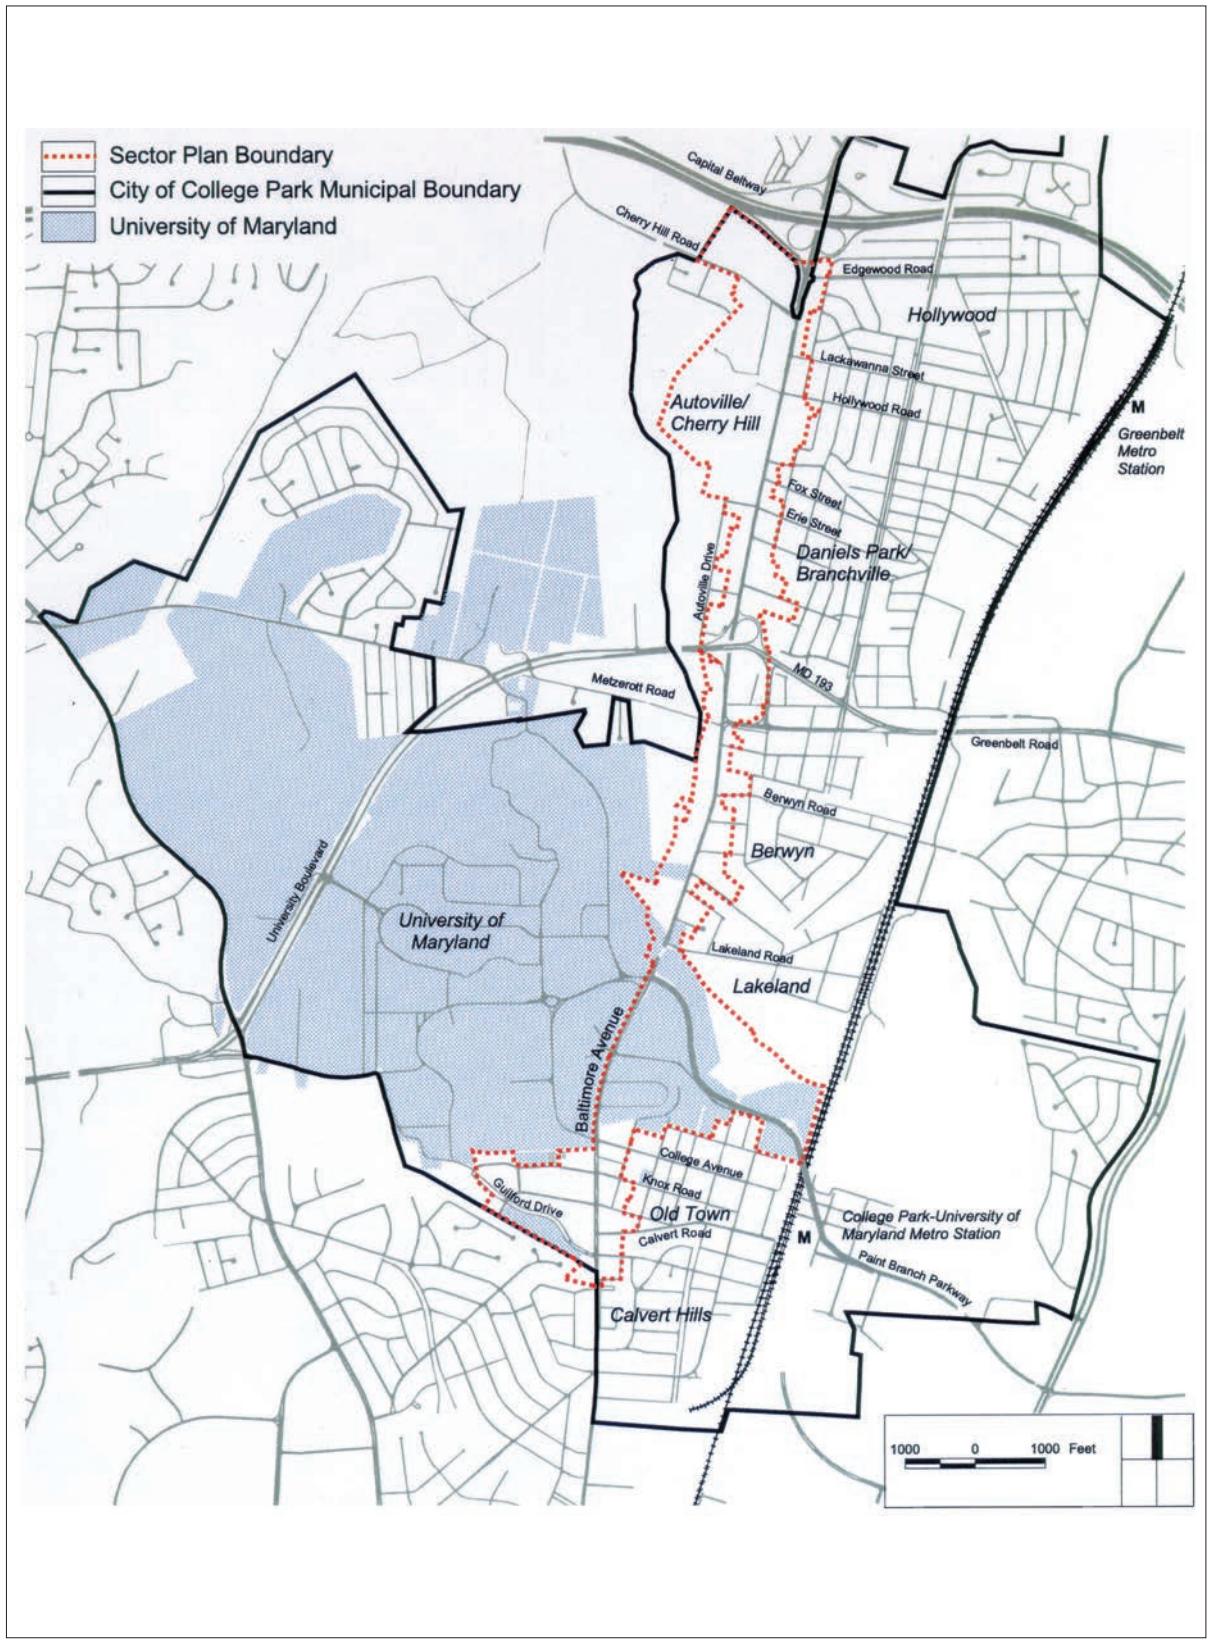 Sector Plan Boundary
City of College Park Municipal Boundary
University of Maryland
Capital Beltway
Cherry Hill Road
Edgewood Road
Hollywood
Lackawanna Street
Hollywood Road
Autoville/
Cherry Hill
M
Greenbelt
Metro
Station
Fox Street
Erie Street
Daniels Park/
Branchville
Autoville Drive
MD 193
Metzerott Road
Greenbelt Road
Berwyn Road
Berwyn
University Boulevard
University of
Maryland
Lakeland Road
Lakeland
Baltimore Avenue
College Avenue
Knox Road
Guilford Drive
Old Town
Calvert Road
College Park-University of
Maryland Metro Station
M
Paint Branch Parkway
Calvert Hills
1000 0 1000 Feet